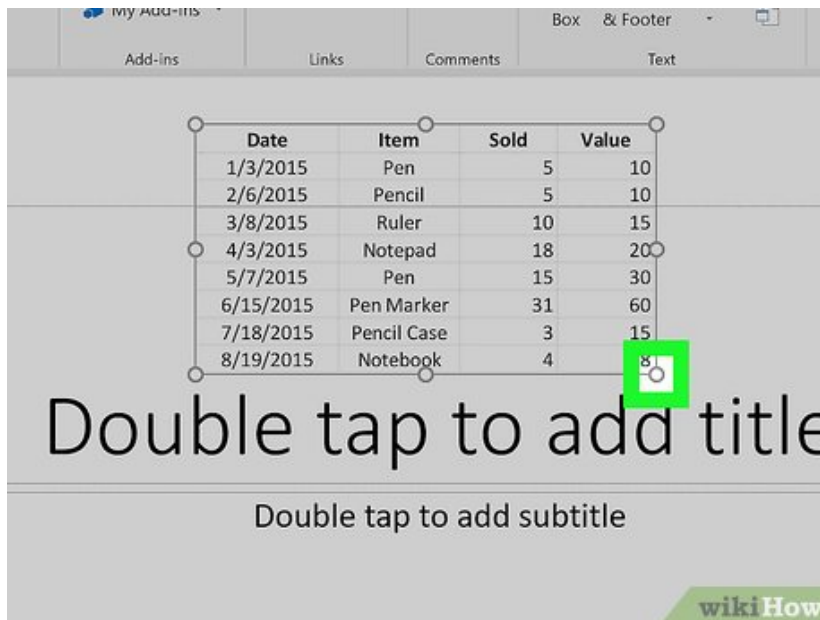 My Add-ins
Box & Footer
Add-ins Links Comments Text
Date Item Sold Value
1/3/2015 Pen 5 10
2/6/2015 Pencil 5 10
3/8/2015 Ruler 10 15
4/3/2015 Notepad 18 20
5/7/2015 Pen 15 30
6/15/2015 Pen Marker 31 60
7/18/2015 Pencil Case 3 15
8/19/2015 Notebook 4 8
Double tap to add title
Double tap to add subtitle
wikiHow